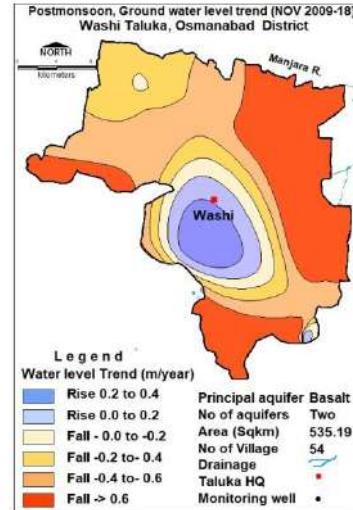 Postmonsoon, Ground water level trend (NOV 2009-18)
Washi Taluka, Osmanabad District
NORTH
kilometers
Manjara R.
Washi
Legend
Water level Trend (m/year)
Rise 0.2 to 0.4
Rise 0.0 to 0.2
Fall - 0.0 to -0.2
Fall -0.2 to- 0.4
Fall -0.4 to- 0.6
Fall -> 0.6
Principal aquifer Basalt
No of aquifers Two
Area (Sqkm) 535.19
No of Village 54
Drainage
Taluka HQ
Monitoring well